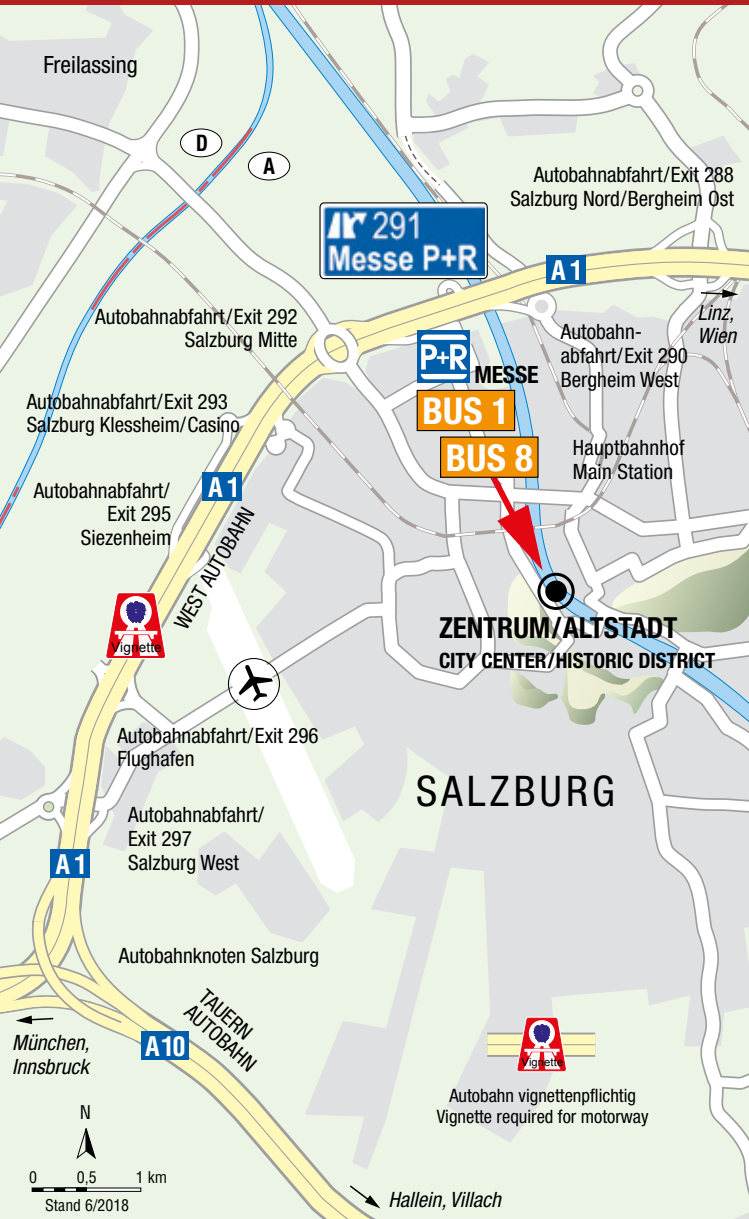 Freilassing
D
A
Autobahnabfahrt/Exit 288
Salzburg Nord/Bergheim Ost
291
Messe P+R
A 1
Linz,
Wien
Autobahnabfahrt/Exit 292
Salzburg Mitte
Autobahn-
abfahrt/Exit 290
Bergheim West
P+R
MESSE
BUS 1
BUS 8
Autobahnabfahrt/Exit 293
Salzburg Klessheim/Casino
Hauptbahnhof
Main Station
A 1
Autobahnabfahrt/
Exit 295
Siezenheim
WEST AUTOBAHN
Vignette
ZENTRUM/ALTSTADT
CITY CENTER/HISTORIC DISTRICT
Autobahnabfahrt/Exit 296
Flughafen
SALZBURG
Autobahnabfahrt/
Exit 297
Salzburg West
A 1
Autobahnknoten Salzburg
TAUERN
AUTOBAHN
München,
Innsbruck
A10
Vignette
Autobahn vignettenpflichtig
Vignette required for motorway
N
0 0,5 1 km
Stand 6/2018
Hallein, Villach